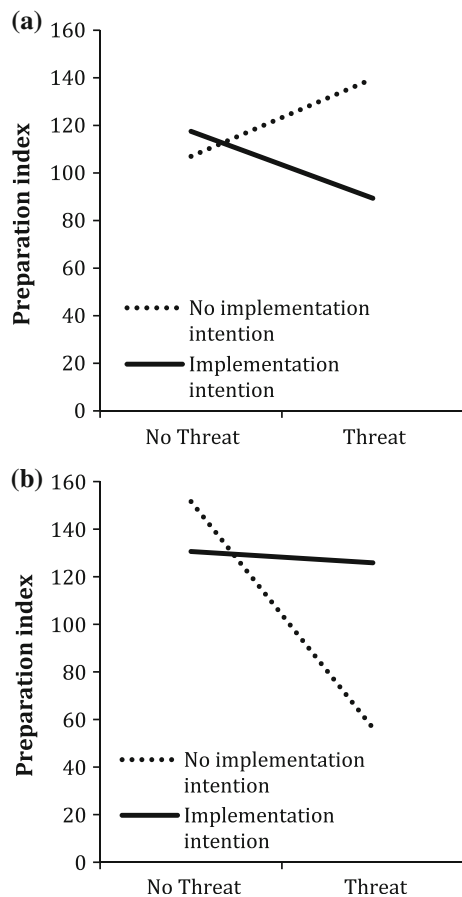 (a)
160
140
120
100
80
60
40
20
0
Preparation index
No implementation
intention
Implementation
intention
No Threat
Threat
(b)
160
140
120
100
80
60
40
20
0
Preparation index
No implementation
intention
Implementation
intention
No Threat
Threat